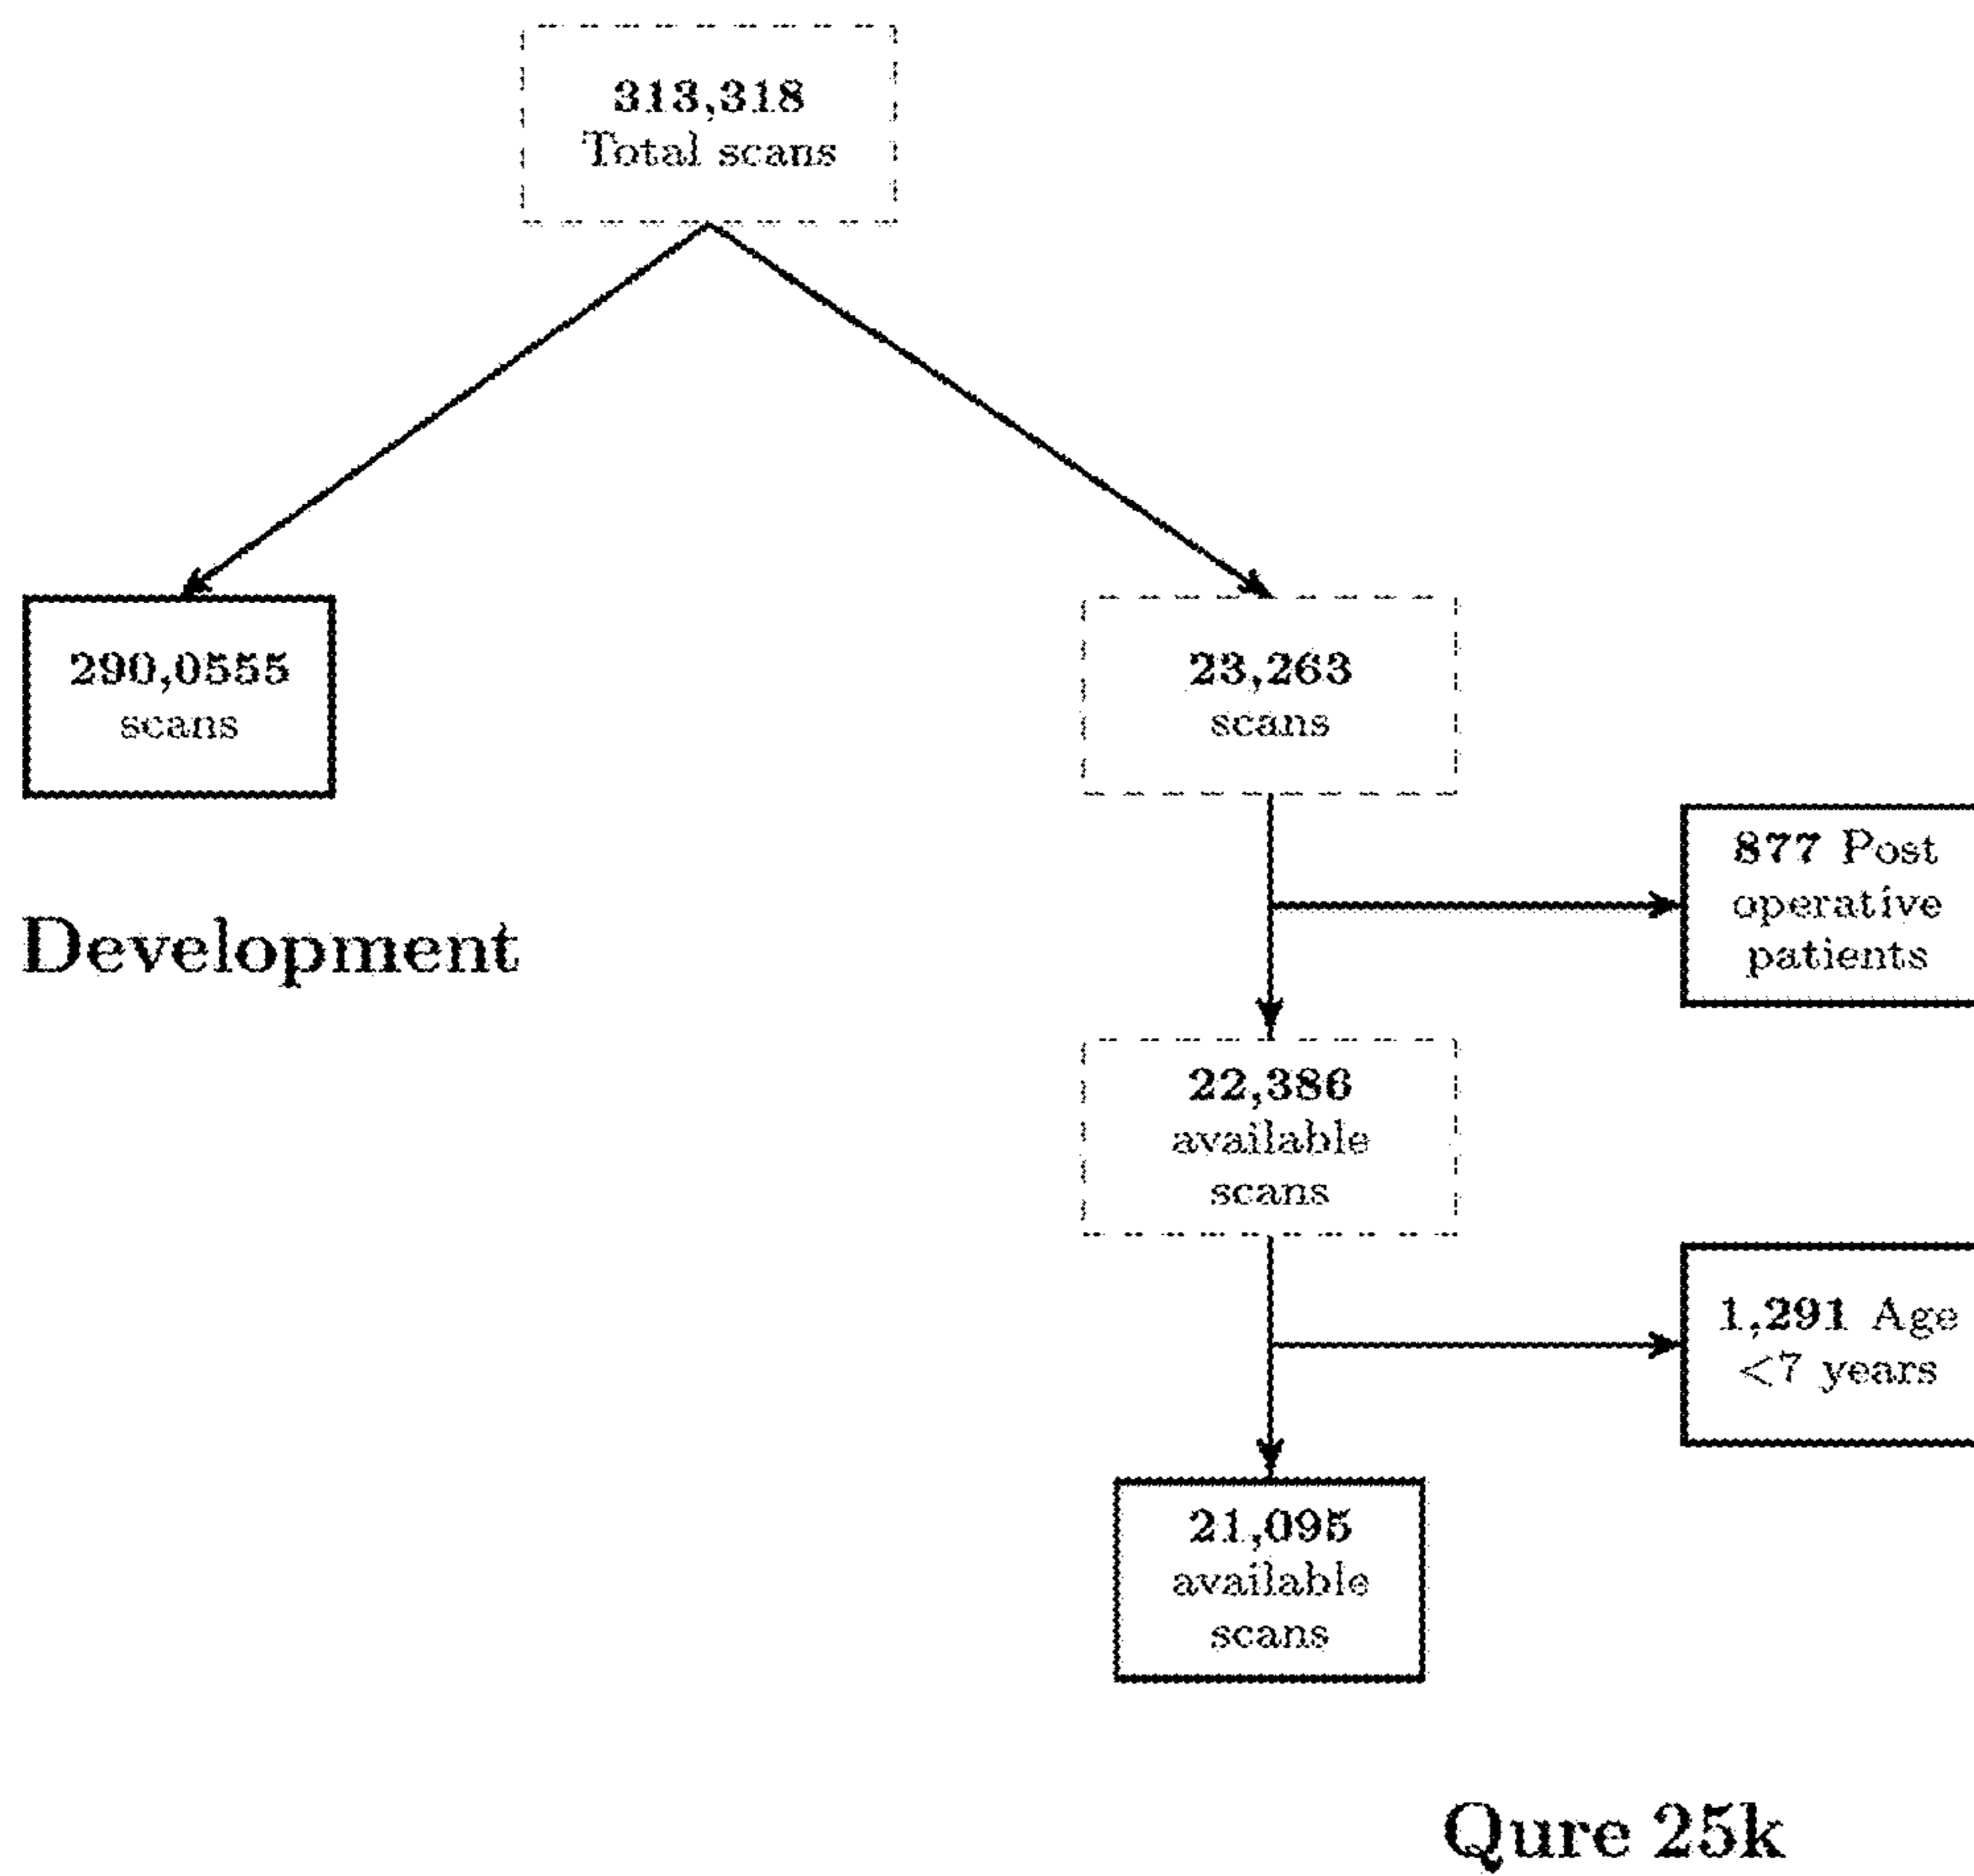 313,318
Total scans
290,0555
scans
23,263
scans
877 Post
operative
patients
Development
22,386
available
scans
1,291 Age
<7 years
21,095
available
scans
Qure 25k